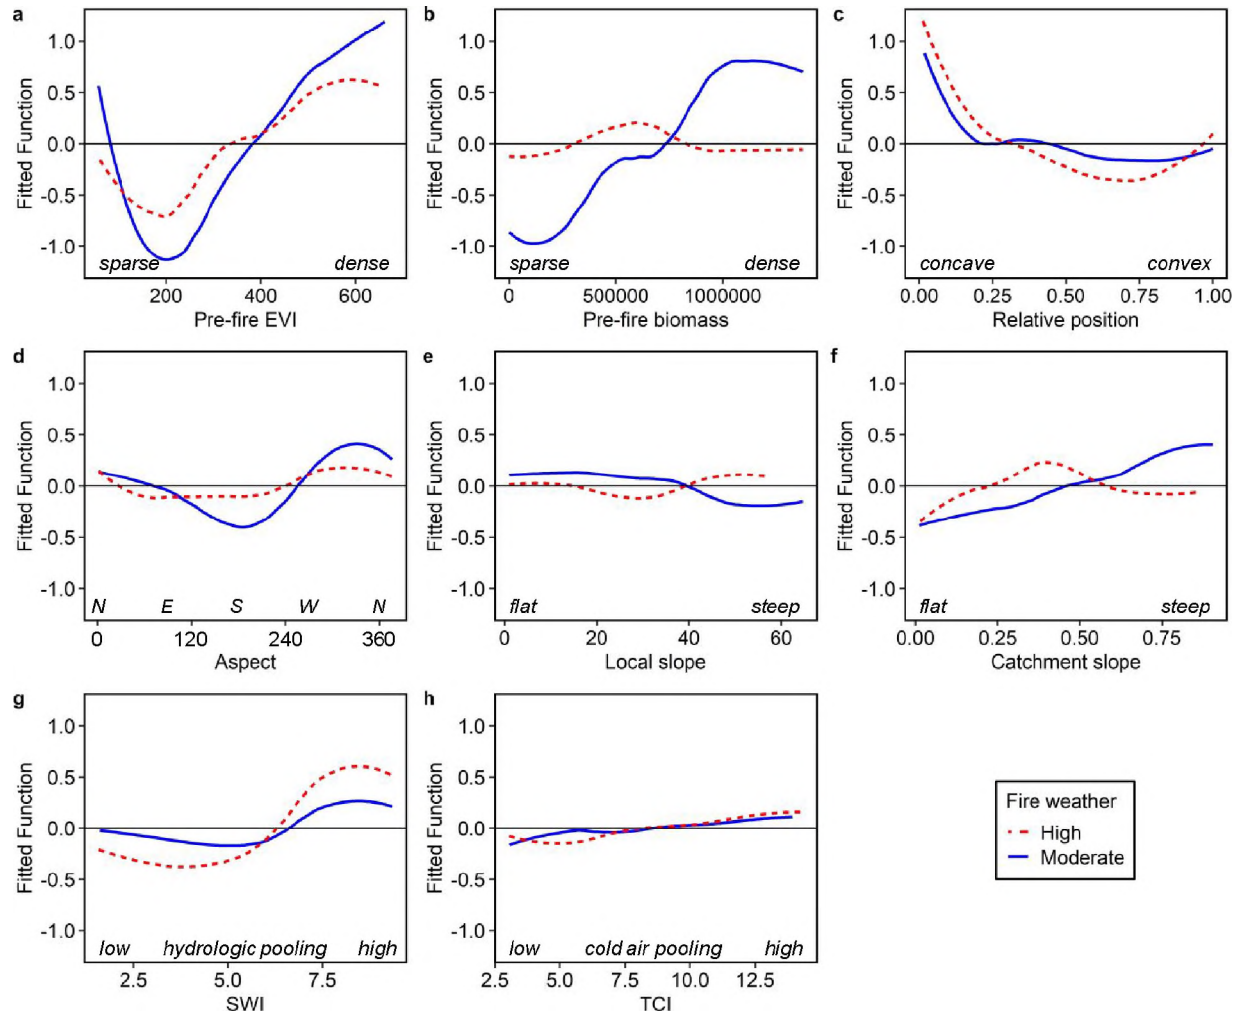 a
1.0
0.5
0.0
-0.5
-1.0
Fitted Function
sparse dense
200 400 600
Pre-fire EVI
b
1.0
0.5
0.0
-0.5
-1.0
Fitted Function
sparse dense
0 500000 1000000
Pre-fire biomass
c
1.0
0.5
0.0
-0.5
-1.0
Fitted Function
concave convex
0.00 0.25 0.50 0.75 1.00
Relative position
d
1.0
0.5
0.0
-0.5
-1.0
Fitted Function
N E S W N
0 120 240 360
Aspect
e
1.0
0.5
0.0
-0.5
-1.0
Fitted Function
flat steep
0 20 40 60
Local slope
f
1.0
0.5
0.0
-0.5
-1.0
Fitted Function
flat steep
0.00 0.25 0.50 0.75
Catchment slope
g
1.0
0.5
0.0
-0.5
-1.0
Fitted Function
low hydrologic pooling high
2.5 5.0 7.5
SWI
h
1.0
0.5
0.0
-0.5
-1.0
Fitted Function
low cold air pooling high
2.5 5.0 7.5 10.0 12.5
TCI
Fire weather
High
Moderate